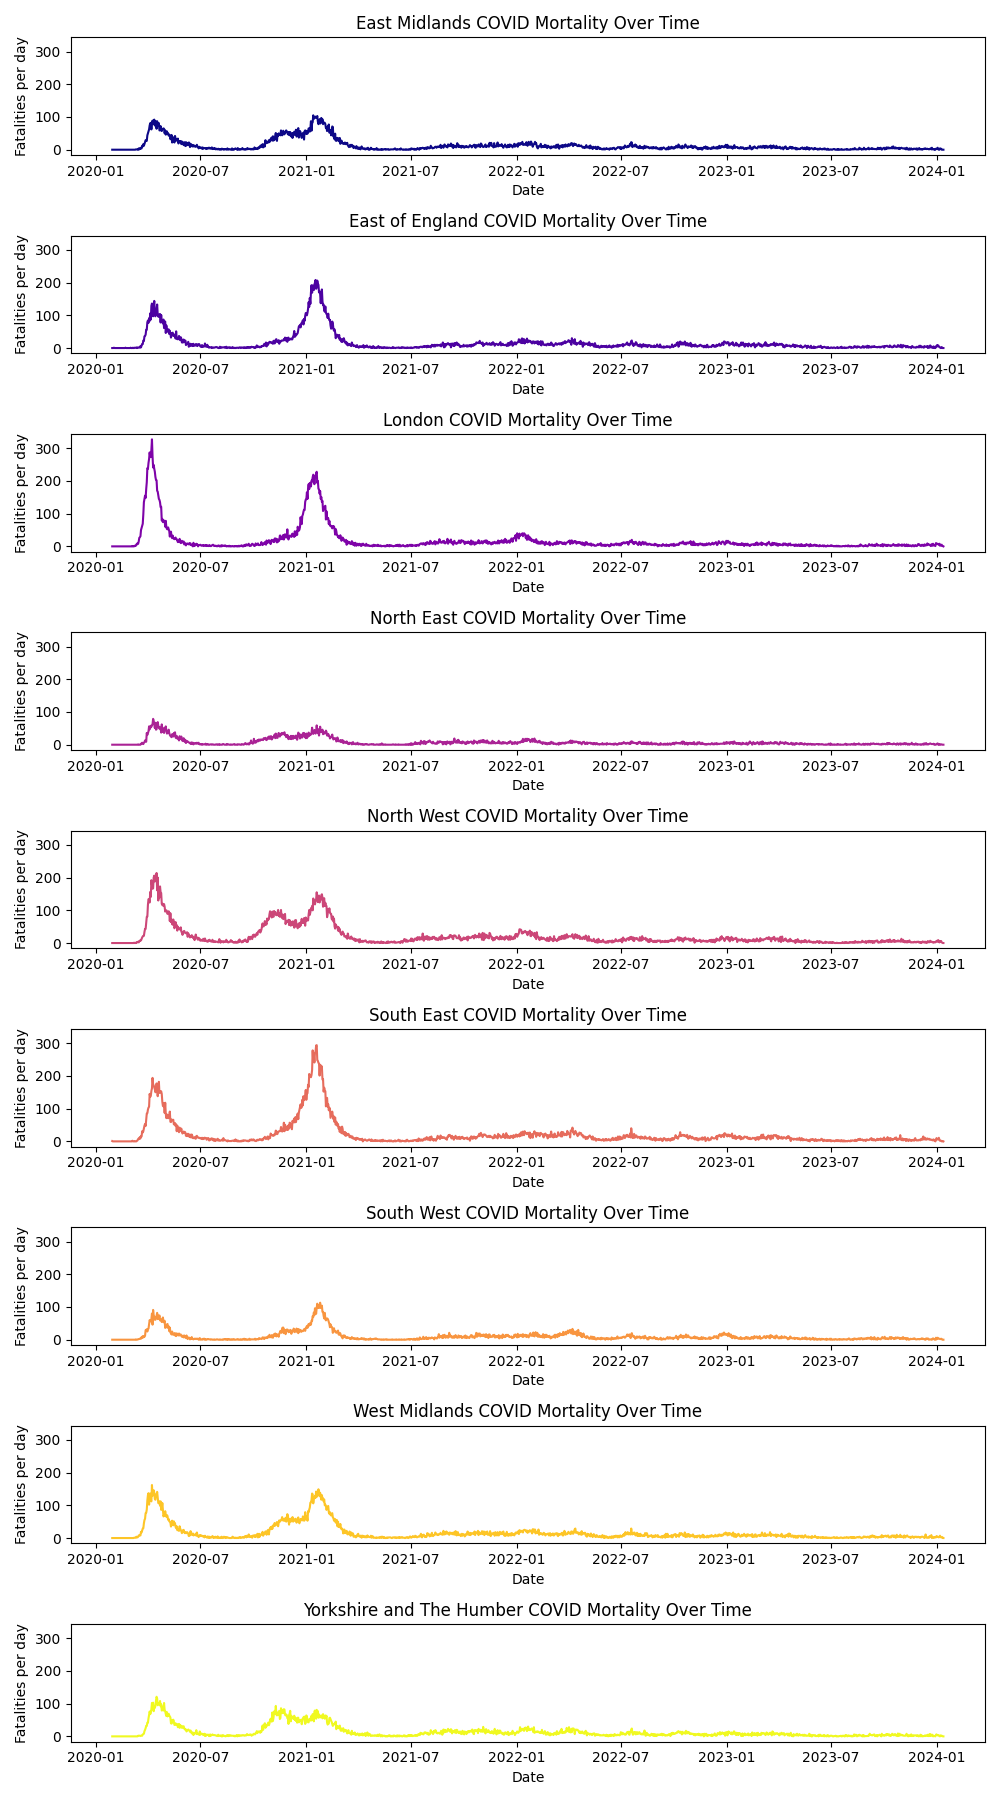 East Midlands COVID Mortality Over Time
Fatalities per day
300
200
100
0
2020-01 2020-07 2021-01 2021-07 2022-01 2022-07 2023-01 2023-07 2024-01
Date
East of England COVID Mortality Over Time
Fatalities per day
300
200
100
0
2020-01 2020-07 2021-01 2021-07 2022-01 2022-07 2023-01 2023-07 2024-01
Date
London COVID Mortality Over Time
Fatalities per day
300
200
100
0
2020-01 2020-07 2021-01 2021-07 2022-01 2022-07 2023-01 2023-07 2024-01
Date
North East COVID Mortality Over Time
Fatalities per day
300
200
100
0
2020-01 2020-07 2021-01 2021-07 2022-01 2022-07 2023-01 2023-07 2024-01
Date
North West COVID Mortality Over Time
Fatalities per day
300
200
100
0
2020-01 2020-07 2021-01 2021-07 2022-01 2022-07 2023-01 2023-07 2024-01
Date
South East COVID Mortality Over Time
Fatalities per day
300
200
100
0
2020-01 2020-07 2021-01 2021-07 2022-01 2022-07 2023-01 2023-07 2024-01
Date
South West COVID Mortality Over Time
Fatalities per day
300
200
100
0
2020-01 2020-07 2021-01 2021-07 2022-01 2022-07 2023-01 2023-07 2024-01
Date
West Midlands COVID Mortality Over Time
Fatalities per day
300
200
100
0
2020-01 2020-07 2021-01 2021-07 2022-01 2022-07 2023-01 2023-07 2024-01
Date
Yorkshire and The Humber COVID Mortality Over Time
Fatalities per day
300
200
100
0
2020-01 2020-07 2021-01 2021-07 2022-01 2022-07 2023-01 2023-07 2024-01
Date